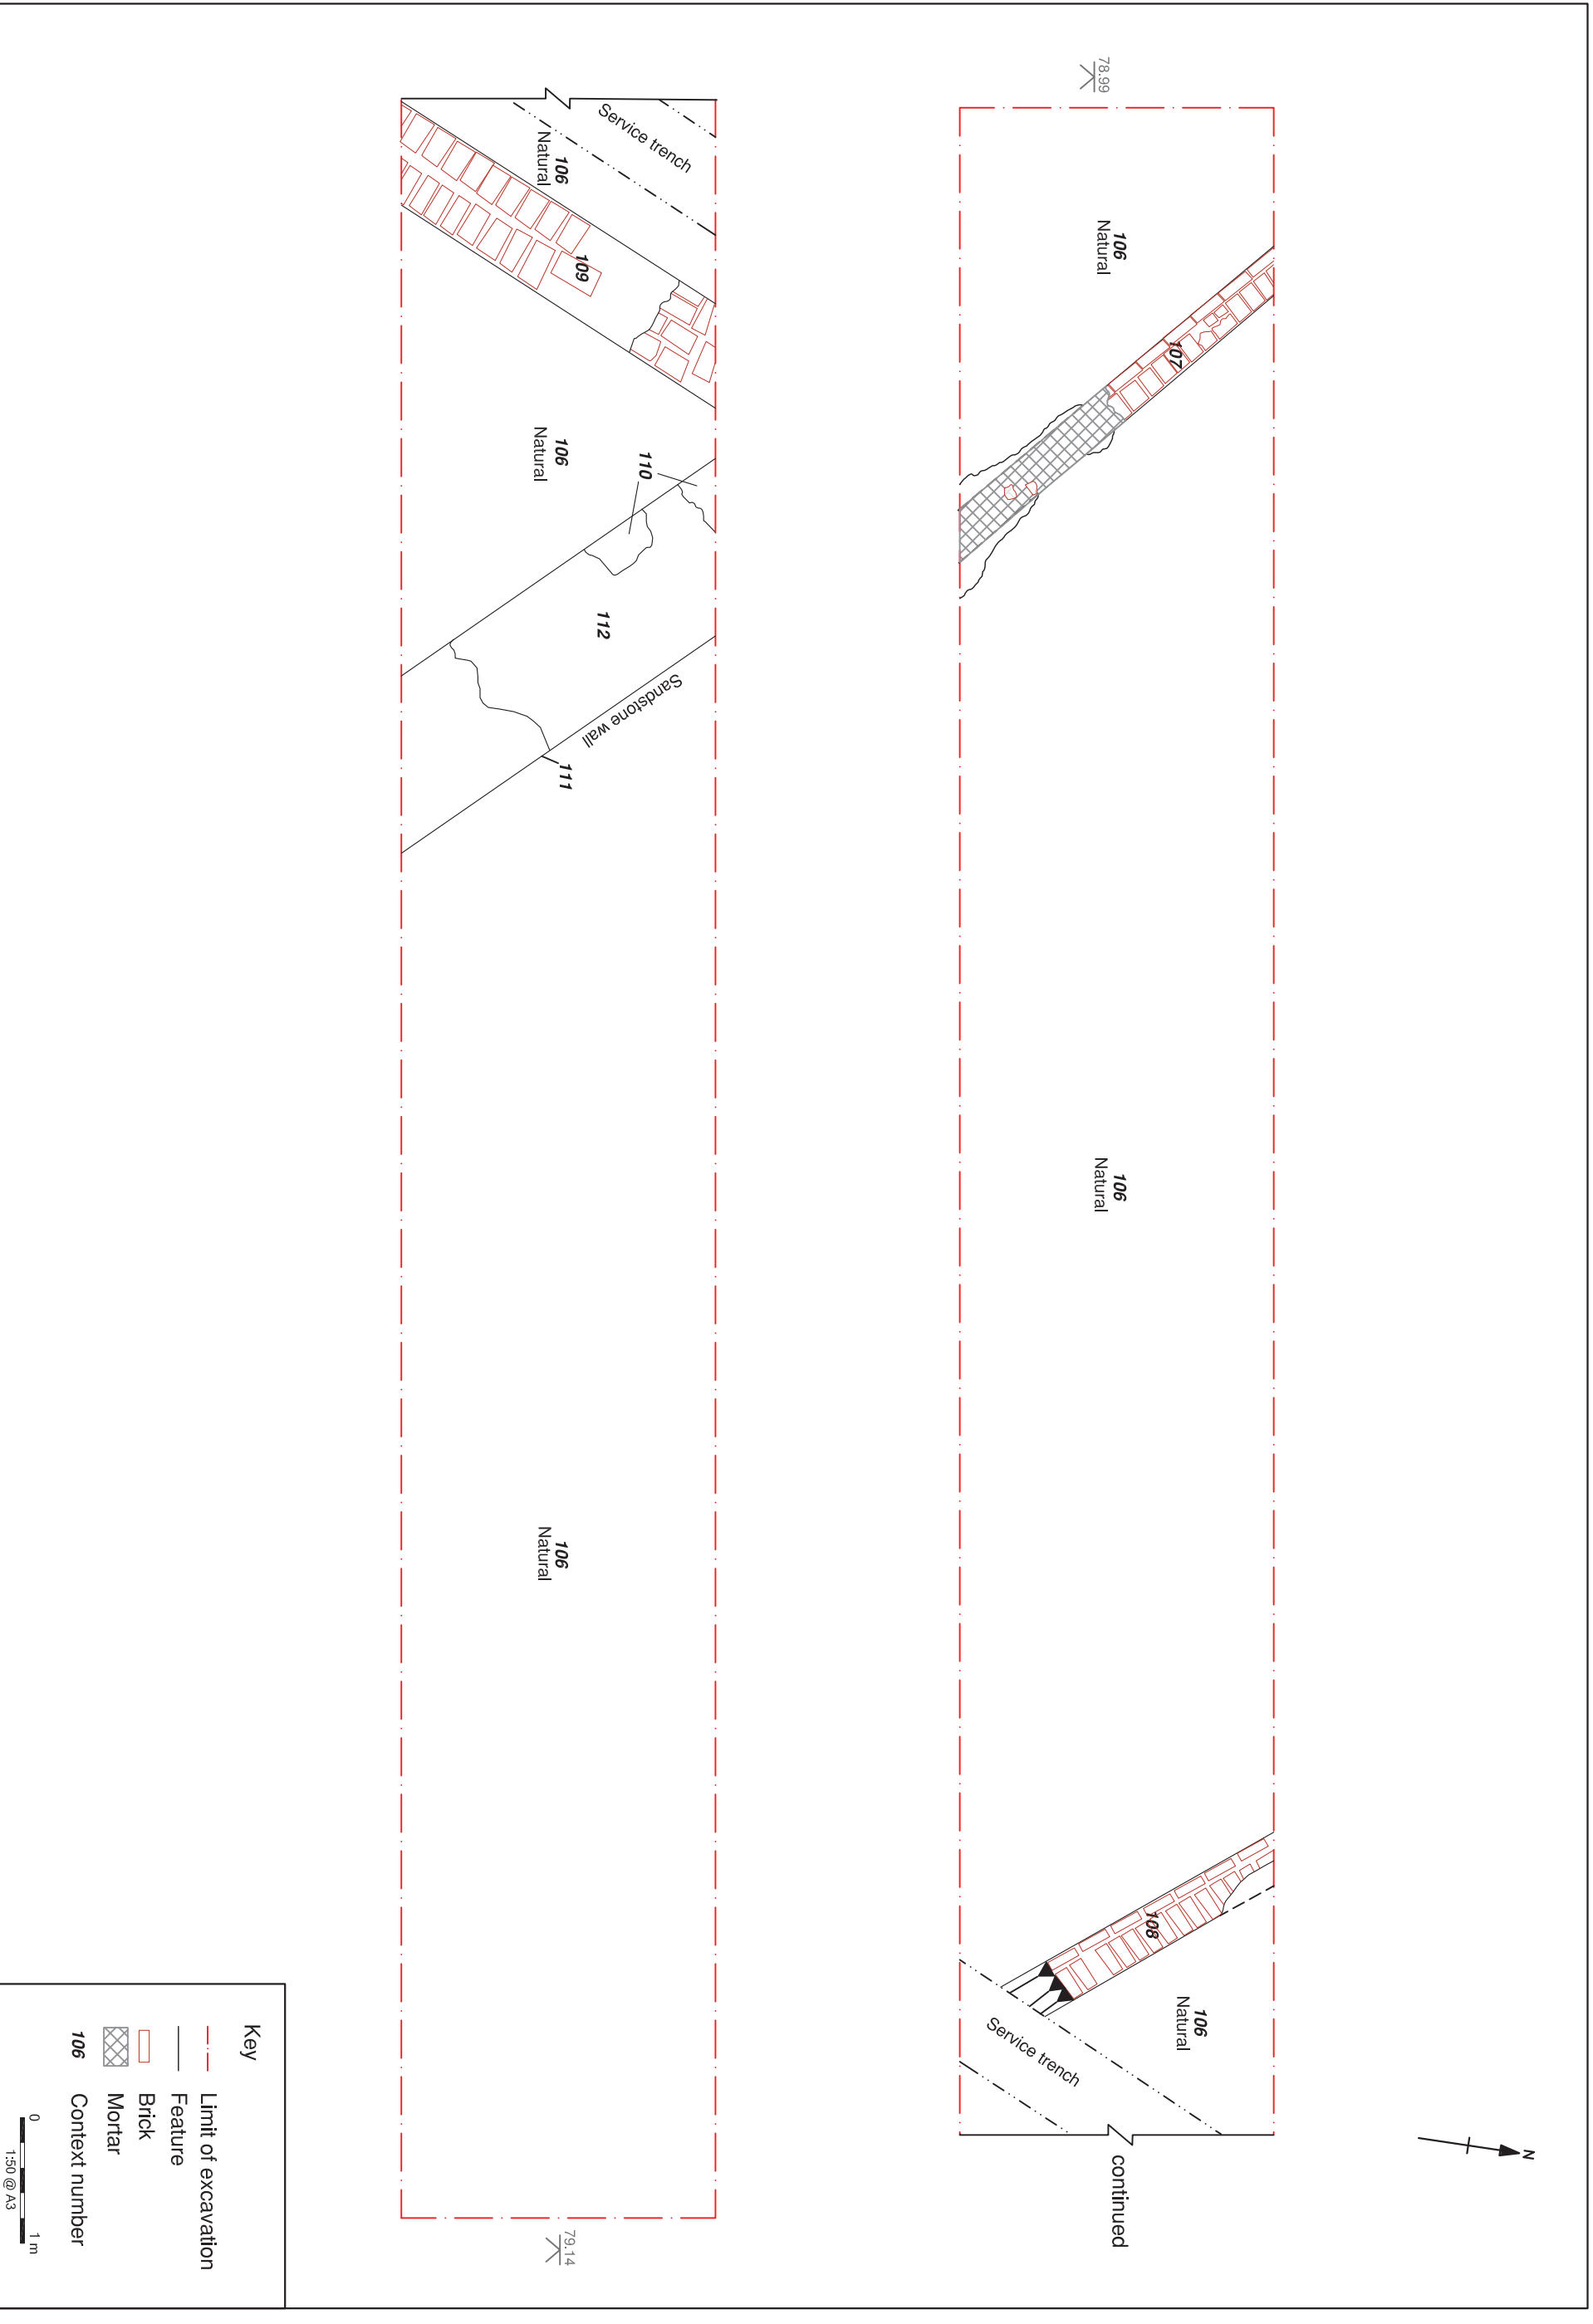 78.99
106
Natural
107
106
Natural
108
106
Natural
Service trench
continued
N
Service trench
106
Natural
109
106
Natural
110
112
Sandstone wall
111
106
Natural
79.14
Key
Limit of excavation
Feature
Brick
Mortar
106 Context number
0 1 m
1:50 @ A3